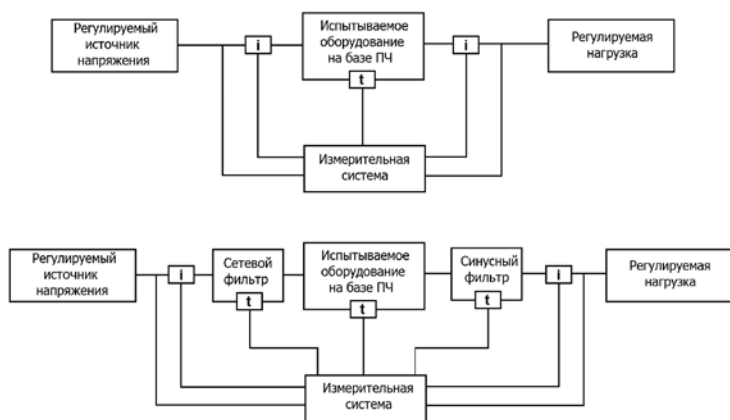 Регулируемый
источник
напряжения
i
Испытываемое
оборудование
на базе ПЧ
t
i
Регулируемая
нагрузка
Измерительная
система
Регулируемый
источник
напряжения
i
Сетевой
фильтр
t
Испытываемое
оборудование
на базе ПЧ
t
Синусный
фильтр
t
i
Регулируемая
нагрузка
Измерительная
система